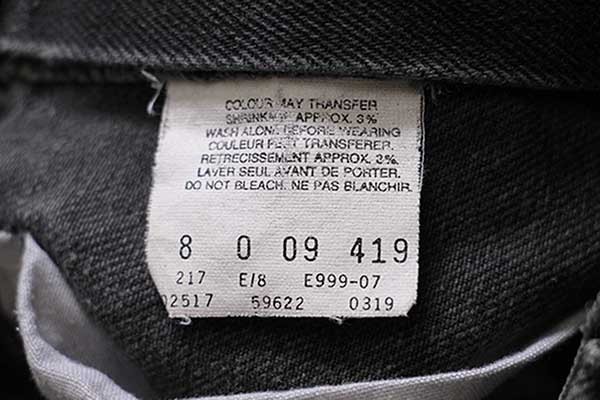 COLOUR MAY TRANSFER
SHRINKAGE APPROX. 3%
WASH ALONE BEFORE WEARING
COULEUR PEUT TRANSFERER.
RETRECISSEMENT APPROX. 3%.
LAVER SEUL AVANT DE PORTER.
DO NOT BLEACH. NE PAS BLANCHIR.
8 0 09 419
217 E/8 E999-07
02517 59622 0319